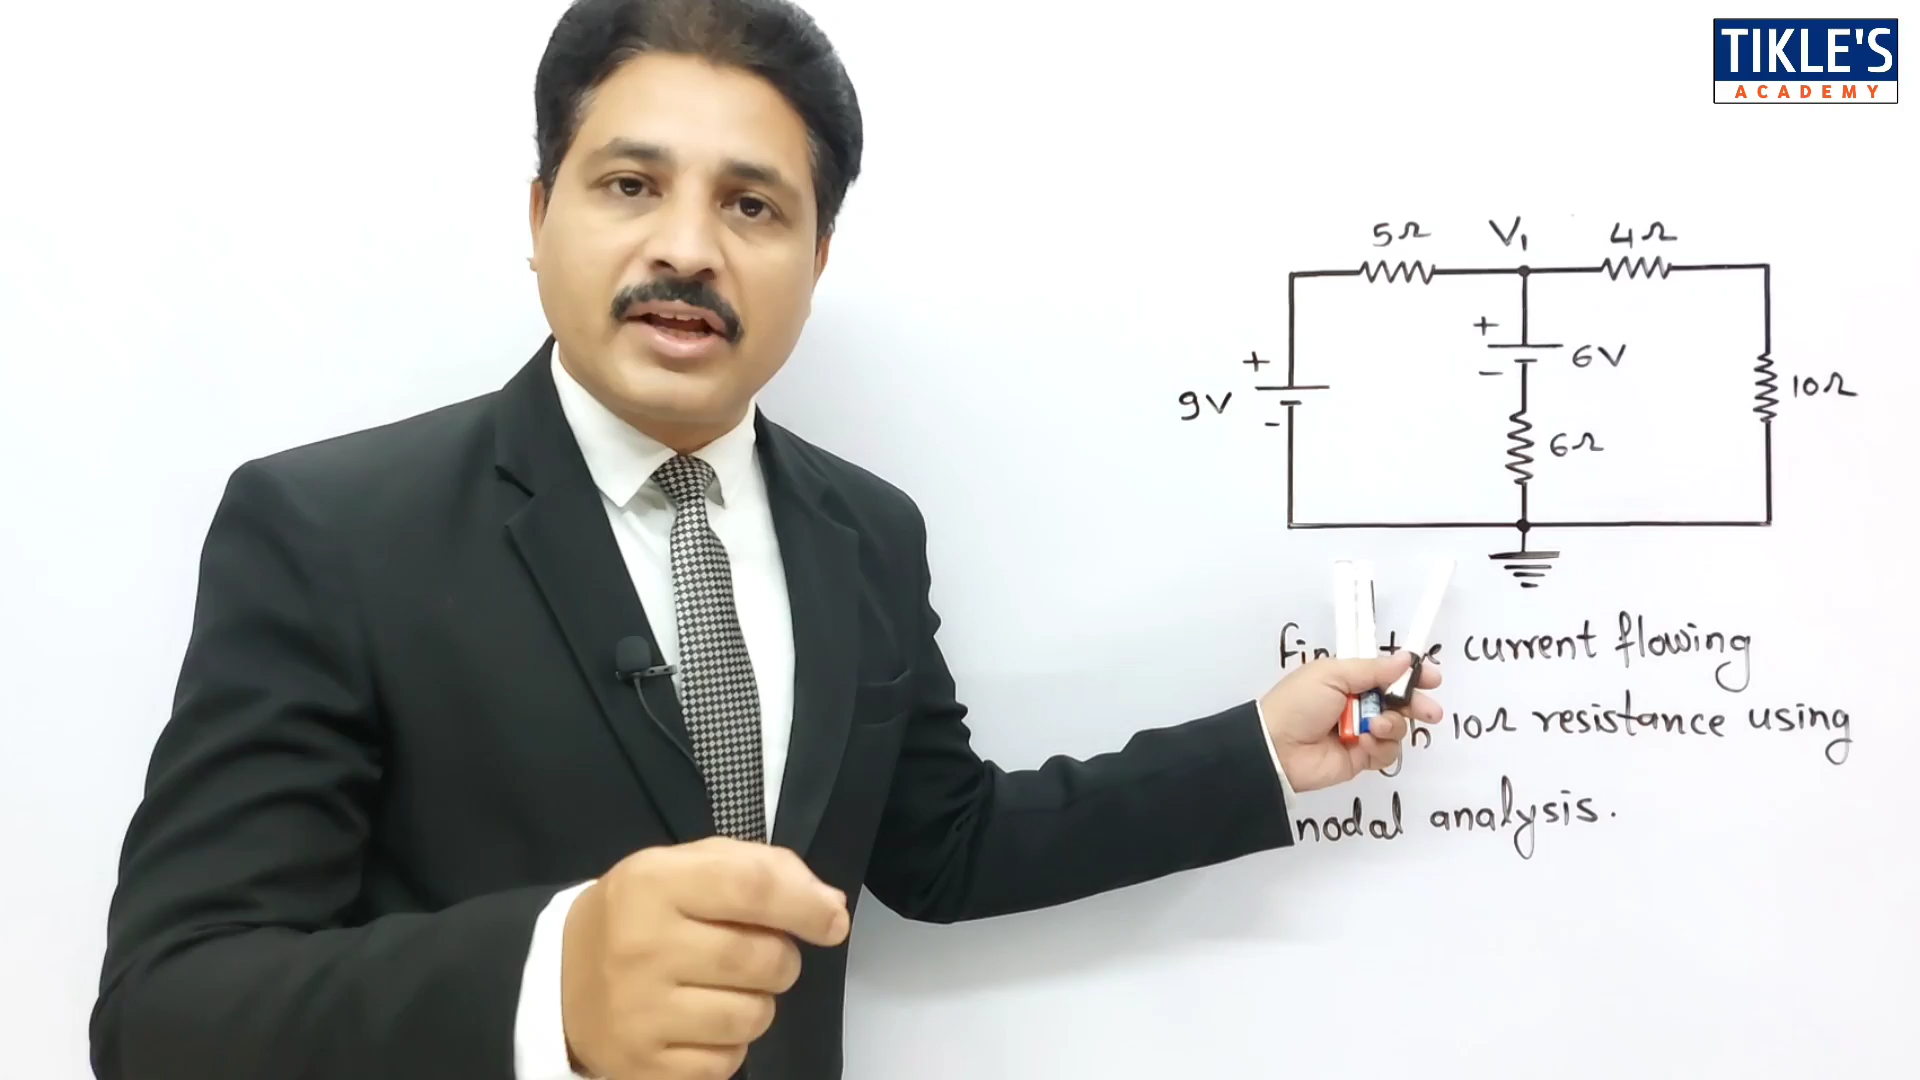 TIKLE'S
ACADEMY
5Ω V₁ 4Ω
+ 6V
-
+
9V
-
10Ω
6Ω
current flowing
10Ω resistance using
nodal analysis.